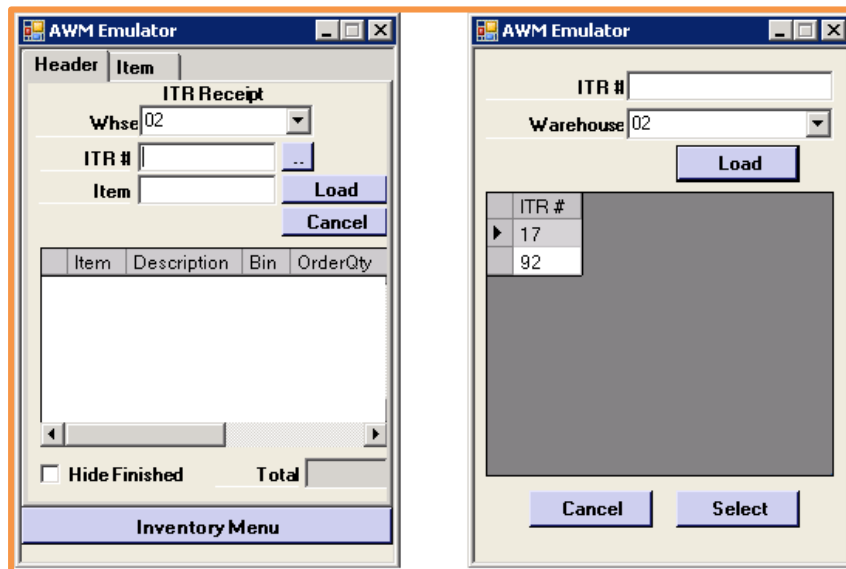 AWM Emulator
Header Item
ITR Receipt
Whse 02
ITR # ..
Item Load
Cancel
Item Description Bin OrderQty
Hide Finished Total
Inventory Menu
AWM Emulator
ITR #
Warehouse 02
Load
ITR #
17
92
Cancel Select